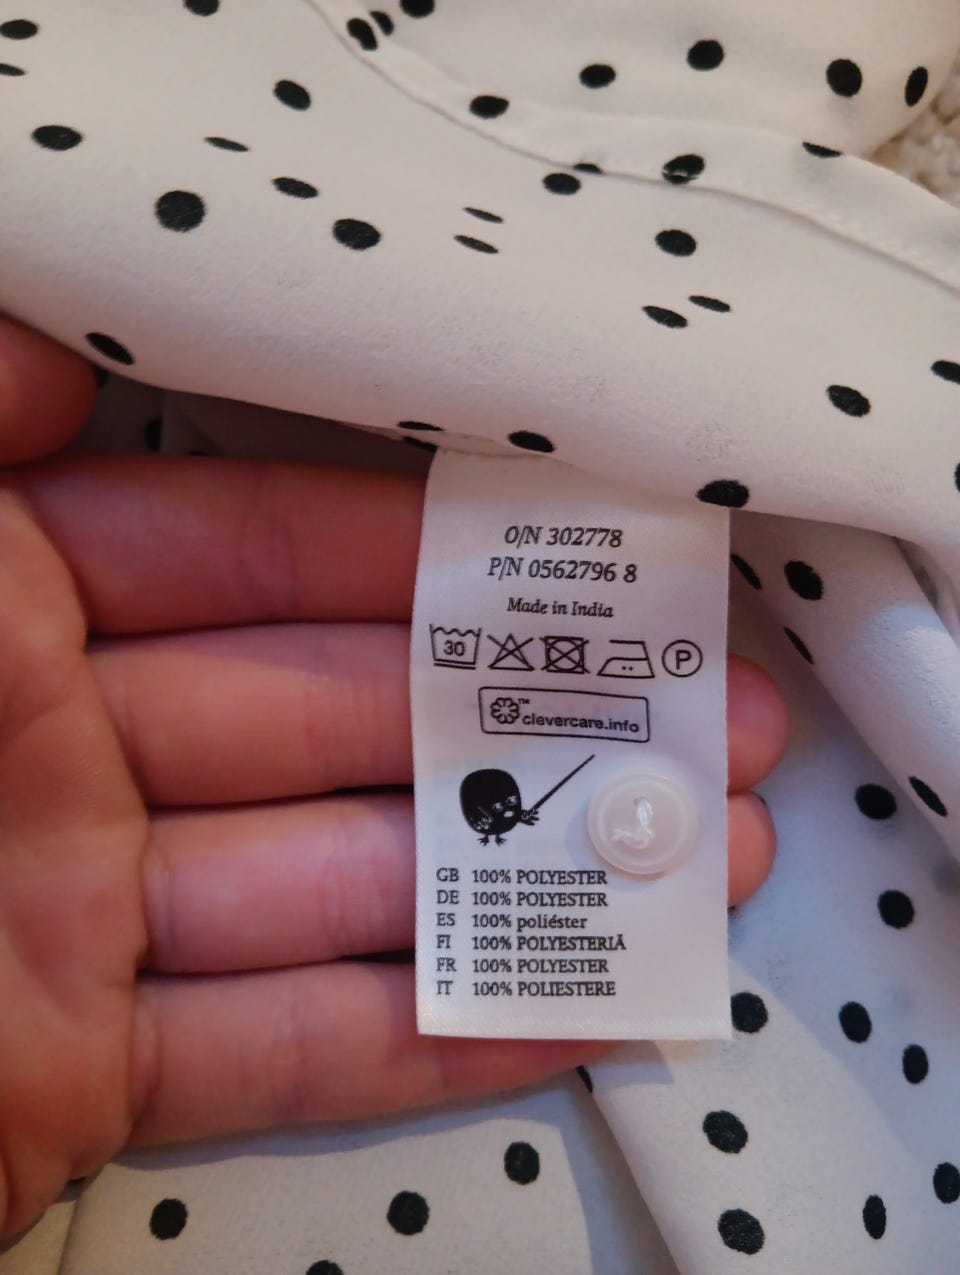 O/N 302778
P/N 0562796 8
Made in India
30 P
™ clevercare.info
GB 100% POLYESTER
DE 100% POLYESTER
ES 100% poliéster
FI 100% POLYESTERIÄ
FR 100% POLYESTER
IT 100% POLIESTERE